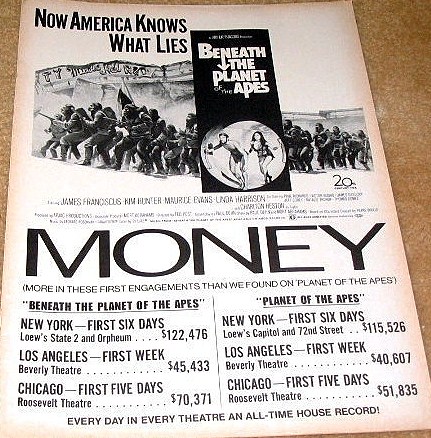 NOW AMERICA KNOWS
WHAT LIES
BENEATH
THE PLANET
OF THE APES
starring JAMES FRANCISCUS · KIM HUNTER · MAURICE EVANS · LINDA HARRISON
CHARLTON HESTON
MONEY
(MORE IN THESE FIRST ENGAGEMENTS THAN WE FOUND ON 'PLANET OF THE APES')
"BENEATH THE PLANET OF THE APES"
NEW YORK—FIRST SIX DAYS
Loew's State 2 and Orpheum .... $122,476
LOS ANGELES—FIRST WEEK
Beverly Theatre ............ $45,433
CHICAGO—FIRST FIVE DAYS
Roosevelt Theatre ......... $70,371
"PLANET OF THE APES"
NEW YORK—FIRST SIX DAYS
Loew's Capitol and 72nd Street .. $115,526
LOS ANGELES—FIRST WEEK
Beverly Theatre ............ $40,607
CHICAGO—FIRST FIVE DAYS
Roosevelt Theatre .......... $51,835
EVERY DAY IN EVERY THEATRE AN ALL-TIME HOUSE RECORD!